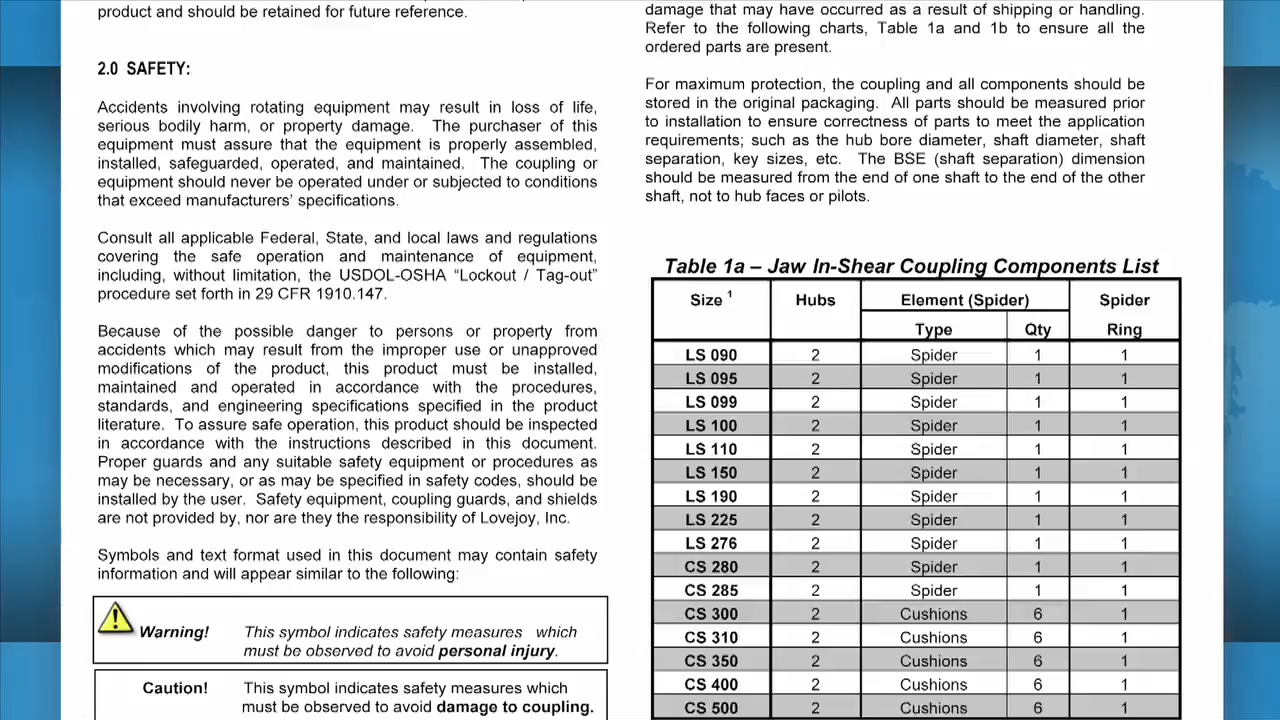 product and should be retained for future reference.
2.0 SAFETY:
Accidents involving rotating equipment may result in loss of life,
serious bodily harm, or property damage. The purchaser of this
equipment must assure that the equipment is properly assembled,
installed, safeguarded, operated, and maintained. The coupling or
equipment should never be operated under or subjected to conditions
that exceed manufacturers' specifications.
Consult all applicable Federal, State, and local laws and regulations
covering the safe operation and maintenance of equipment,
including, without limitation, the USDOL-OSHA “Lockout / Tag-out”
procedure set forth in 29 CFR 1910.147.
Because of the possible danger to persons or property from
accidents which may result from the improper use or unapproved
modifications of the product, this product must be installed,
maintained and operated in accordance with the procedures,
standards, and engineering specifications specified in the product
literature. To assure safe operation, this product should be inspected
in accordance with the instructions described in this document.
Proper guards and any suitable safety equipment or procedures as
may be necessary, or as may be specified in safety codes, should be
installed by the user. Safety equipment, coupling guards, and shields
are not provided by, nor are they the responsibility of Lovejoy, Inc.
Symbols and text format used in this document may contain safety
information and will appear similar to the following:
Warning! This symbol indicates safety measures which
must be observed to avoid personal injury.
Caution! This symbol indicates safety measures which
must be observed to avoid damage to coupling.
damage that may have occurred as a result of shipping or handling.
Refer to the following charts, Table 1a and 1b to ensure all the
ordered parts are present.
For maximum protection, the coupling and all components should be
stored in the original packaging. All parts should be measured prior
to installation to ensure correctness of parts to meet the application
requirements; such as the hub bore diameter, shaft diameter, shaft
separation, key sizes, etc. The BSE (shaft separation) dimension
should be measured from the end of one shaft to the end of the other
shaft, not to hub faces or pilots.
Table 1a – Jaw In-Shear Coupling Components List
Size ¹ Hubs Element (Spider) Spider
Type Qty Ring
LS 090 2 Spider 1 1
LS 095 2 Spider 1 1
LS 099 2 Spider 1 1
LS 100 2 Spider 1 1
LS 110 2 Spider 1 1
LS 150 2 Spider 1 1
LS 190 2 Spider 1 1
LS 225 2 Spider 1 1
LS 276 2 Spider 1 1
CS 280 2 Spider 1 1
CS 285 2 Spider 1 1
CS 300 2 Cushions 6 1
CS 310 2 Cushions 6 1
CS 350 2 Cushions 6 1
CS 400 2 Cushions 6 1
CS 500 2 Cushions 6 1